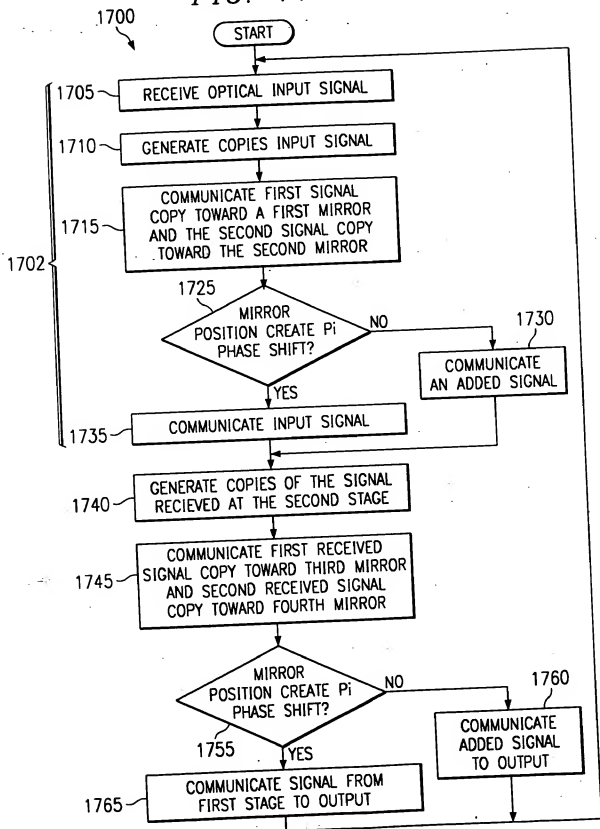 1700
START
1705
RECEIVE OPTICAL INPUT SIGNAL
1710
GENERATE COPIES INPUT SIGNAL
1715
COMMUNICATE FIRST SIGNAL
COPY TOWARD A FIRST MIRROR
AND THE SECOND SIGNAL COPY
TOWARD THE SECOND MIRROR
1702
1725
MIRROR
POSITION CREATE Pi
PHASE SHIFT?
NO
1730
COMMUNICATE
AN ADDED SIGNAL
YES
1735
COMMUNICATE INPUT SIGNAL
1740
GENERATE COPIES OF THE SIGNAL
RECIEVED AT THE SECOND STAGE
1745
COMMUNICATE FIRST RECEIVED
SIGNAL COPY TOWARD THIRD MIRROR
AND SECOND RECEIVED SIGNAL
COPY TOWARD FOURTH MIRROR
MIRROR
POSITION CREATE Pi
PHASE SHIFT?
NO
1755
1760
COMMUNICATE
ADDED SIGNAL
TO OUTPUT
YES
1765
COMMUNICATE SIGNAL FROM
FIRST STAGE TO OUTPUT